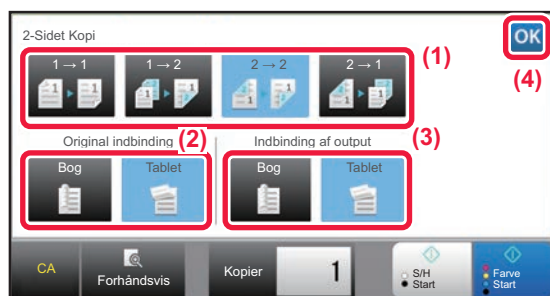 2-Sidet Kopi
OK
(1)
(4)
1 → 1
1 → 2
2 → 2
2 → 1
Original indbinding
(2)
Indbinding af output
(3)
Bog
Tablet
Bog
Tablet
CA
Forhåndsvis
Kopier
1
S/H
Start
Farve
Start